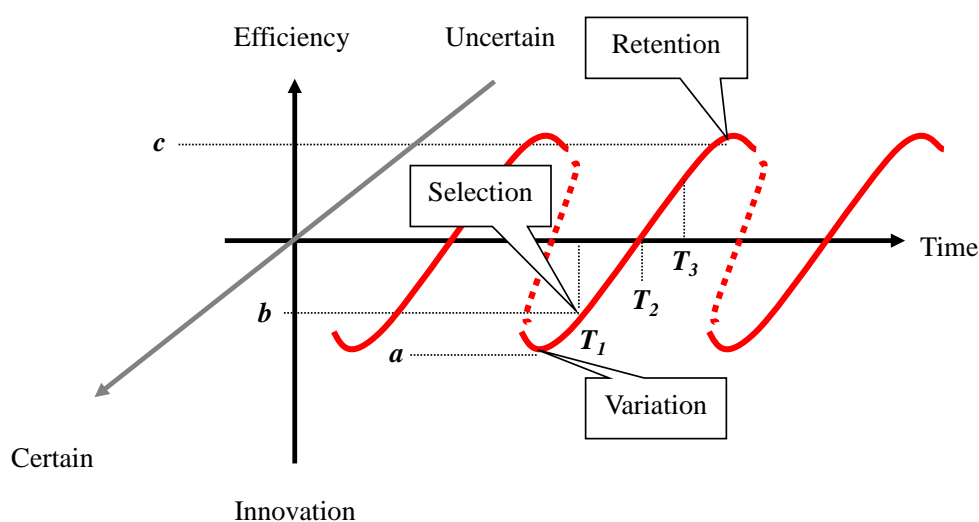 Efficiency
Uncertain
Retention
c
Selection
Time
T3
T2
b
T1
a
Variation
Certain
Innovation